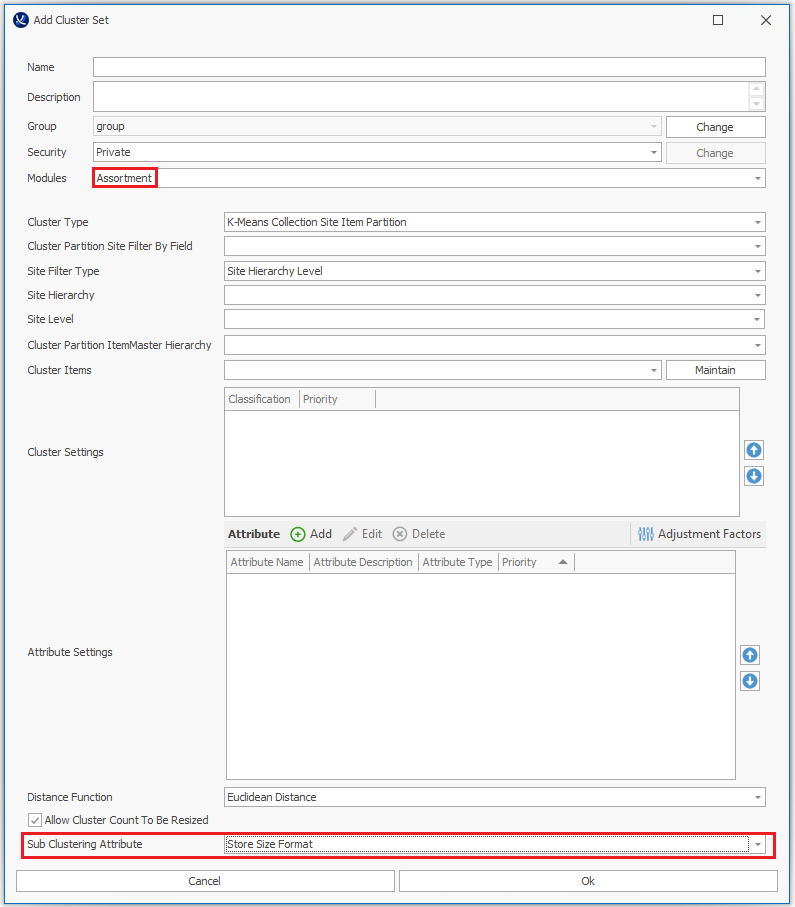 Add Cluster Set
Name
Description
Group group Change
Security Private Change
Modules Assortment
Cluster Type K-Means Collection Site Item Partition
Cluster Partition Site Filter By Field
Site Filter Type Site Hierarchy Level
Site Hierarchy
Site Level
Cluster Partition ItemMaster Hierarchy
Cluster Items Maintain
Classification Priority
Cluster Settings
Attribute Add Edit Delete Adjustment Factors
Attribute Name Attribute Description Attribute Type Priority
Attribute Settings
Distance Function Euclidean Distance
Allow Cluster Count To Be Resized
Sub Clustering Attribute Store Size Format
Cancel Ok